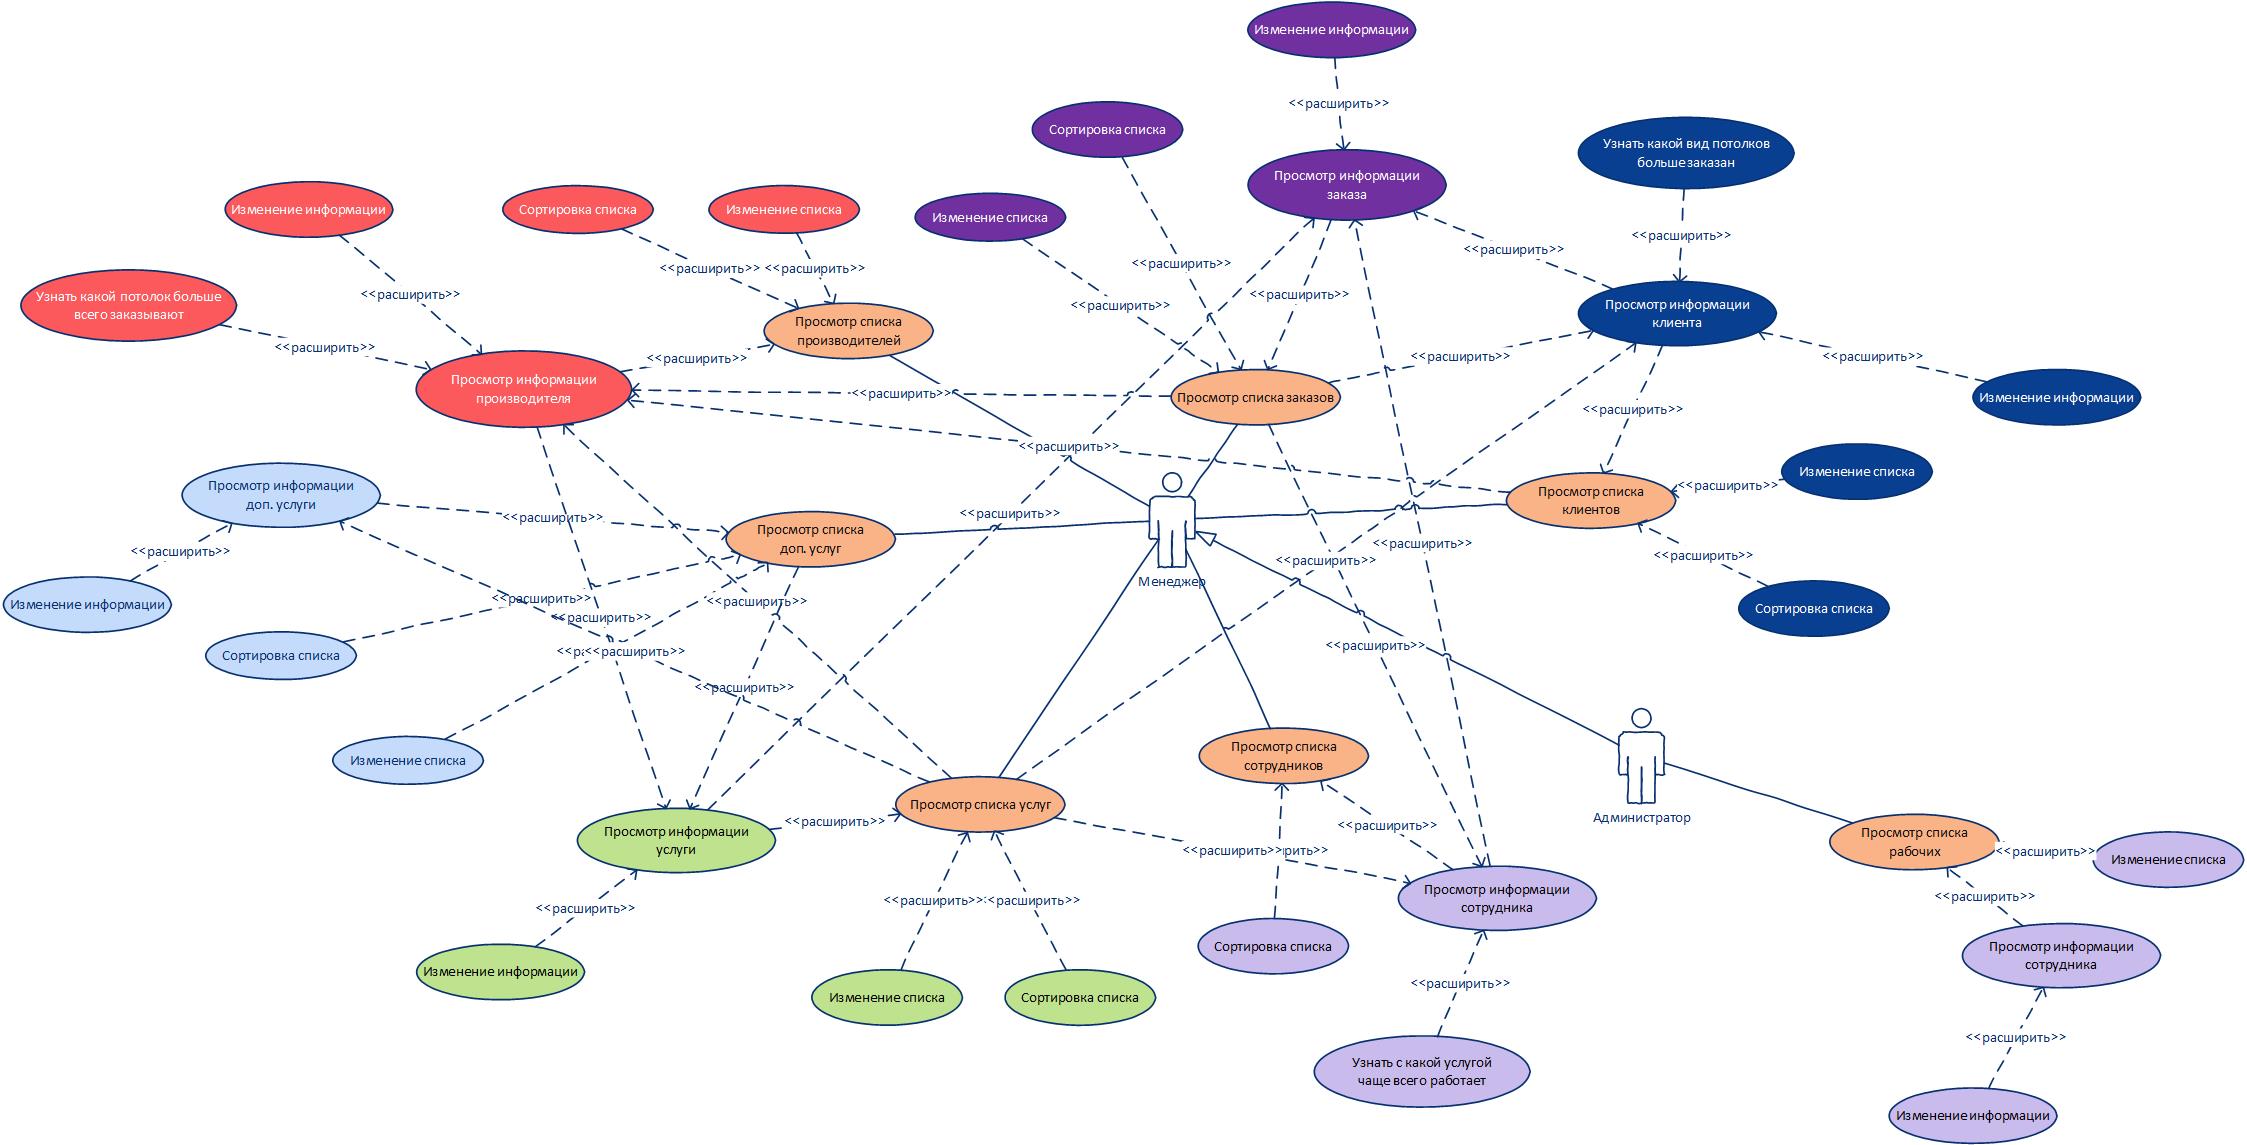 Изменение информации
<<расширить>>
Сортировка списка
Узнать какой вид потолков
больше заказан
Просмотр информации
заказа
Изменение информации
Сортировка списка
Изменение списка
Изменение списка
<<расширить>>
<<расширить>>
<<расширить>>
<<расширить>>
<<расширить>>
Узнать какой потолок больше
всего заказывают
<<расширить>>
<<расширить>>
<<расширить>>
Просмотр информации
клиента
Просмотр списка
производителей
<<расширить>>
<<расширить>>
<<расширить>>
<<расширить>>
Просмотр информации
производителя
<<расширить>>
Просмотр списка заказов
Изменение информации
<<расширить>>
<<расширить>>
Изменение списка
Просмотр информации
доп. услуги
<<расширить>>
Просмотр списка
клиентов
<<расширить>>
<<расширить>>
Просмотр списка
доп. услуг
<<расширить>>
<<расширить>>
<<расширить>>
<<расширить>>
Менеджер
Изменение информации
<<расширить>>
<<расширить>>
Сортировка списка
<<расширить>>
Сортировка списка
<<ра
<<расширить>>
<<расширить>>
<<расширить>>
Изменение списка
Просмотр списка
сотрудников
Просмотр списка услуг
Администратор
Просмотр информации
услуги
<<расширить>>
<<расширить>>
Просмотр списка
рабочих
<<расширить>>
Изменение списка
<<расширить>>
ирить>>
Просмотр информации
сотрудника
<<расширить>>
<<расширить>>
<<расширить>>
<<расширить>>
Сортировка списка
Просмотр информации
сотрудника
Изменение информации
<<расширить>>
Изменение списка
Сортировка списка
<<расширить>>
Узнать с какой услугой
чаще всего работает
Изменение информации